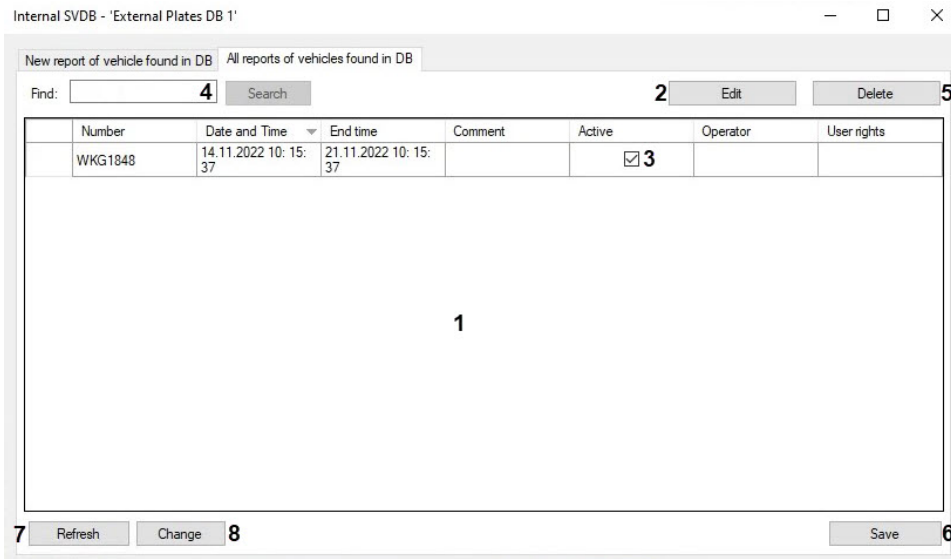 Internal SVDB - 'External Plates DB 1'
New report of vehicle found in DB All reports of vehicles found in DB
Find: 4 Search 2 Edit Delete 5
Number Date and Time End time Comment Active Operator User rights
WKG1848 14.11.2022 10: 15: 21.11.2022 10: 15: 3
37 37
1
7 Refresh Change 8 Save 6